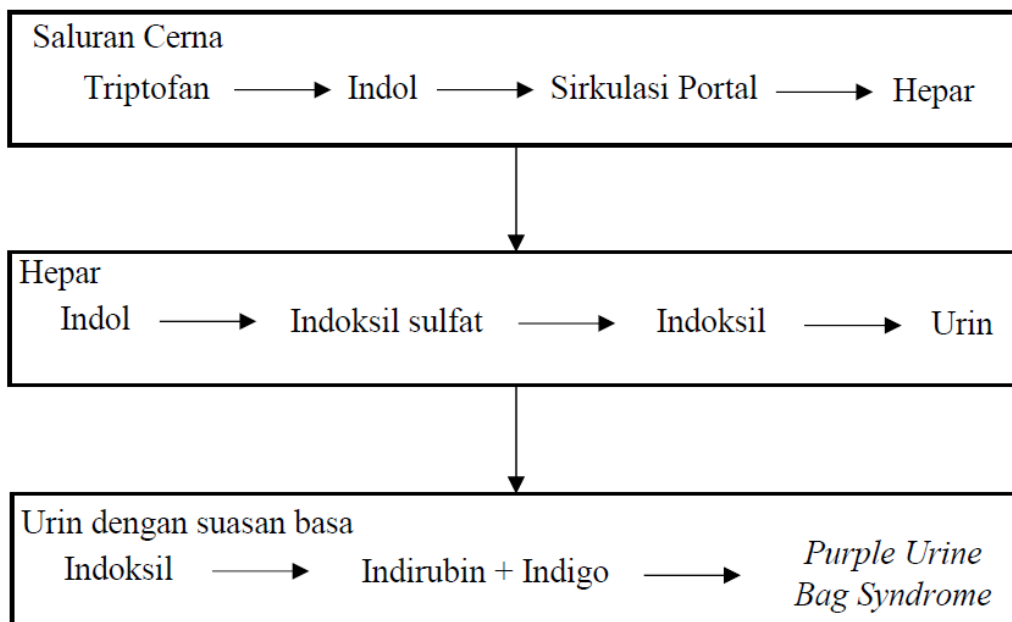 Saluran Cerna
Triptofan Indol Sirkulasi Portal Hepar
Hepar
Indol Indoksil sulfat Indoksil Urin
Urin dengan suasan basa
Indoksil Indirubin + Indigo Purple Urine
Bag Syndrome